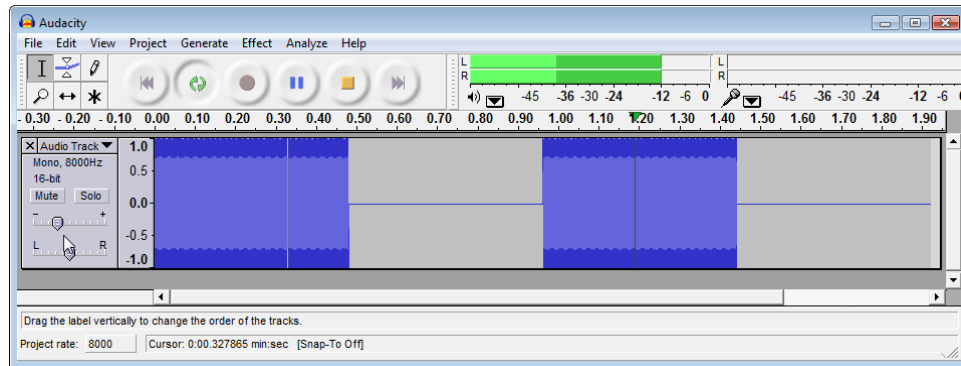 Audacity
File Edit View Project Generate Effect Analyze Help
L
R
-45 -36 -30 -24 -12 -6 0
L
R
-45 -36 -30 -24 -12 -6
- 0.30 - 0.20 - 0.10 0.00 0.10 0.20 0.30 0.40 0.50 0.60 0.70 0.80 0.90 1.00 1.10 1.20 1.30 1.40 1.50 1.60 1.70 1.80 1.90
X Audio Track
Mono, 8000Hz
16-bit
Mute Solo
- +
L R
1.0
0.5
0.0
-0.5
-1.0
Drag the label vertically to change the order of the tracks.
Project rate: 8000 Cursor: 0:00.327865 min:sec [Snap-To Off]